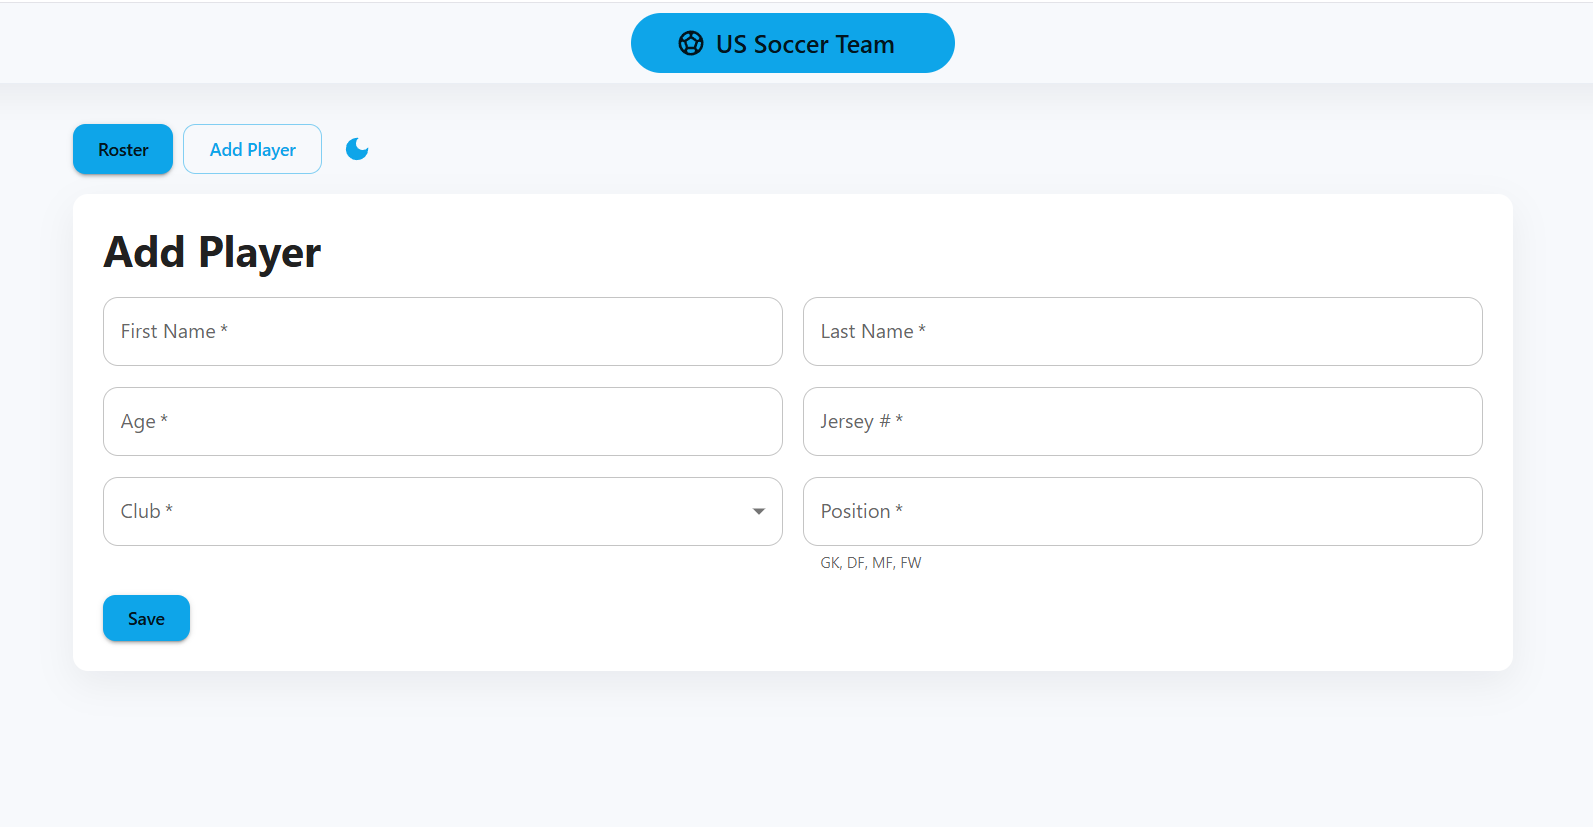 US Soccer Team
Roster
Add Player
Add Player
First Name *
Last Name *
Age *
Jersey # *
Club *
Position *
GK, DF, MF, FW
Save